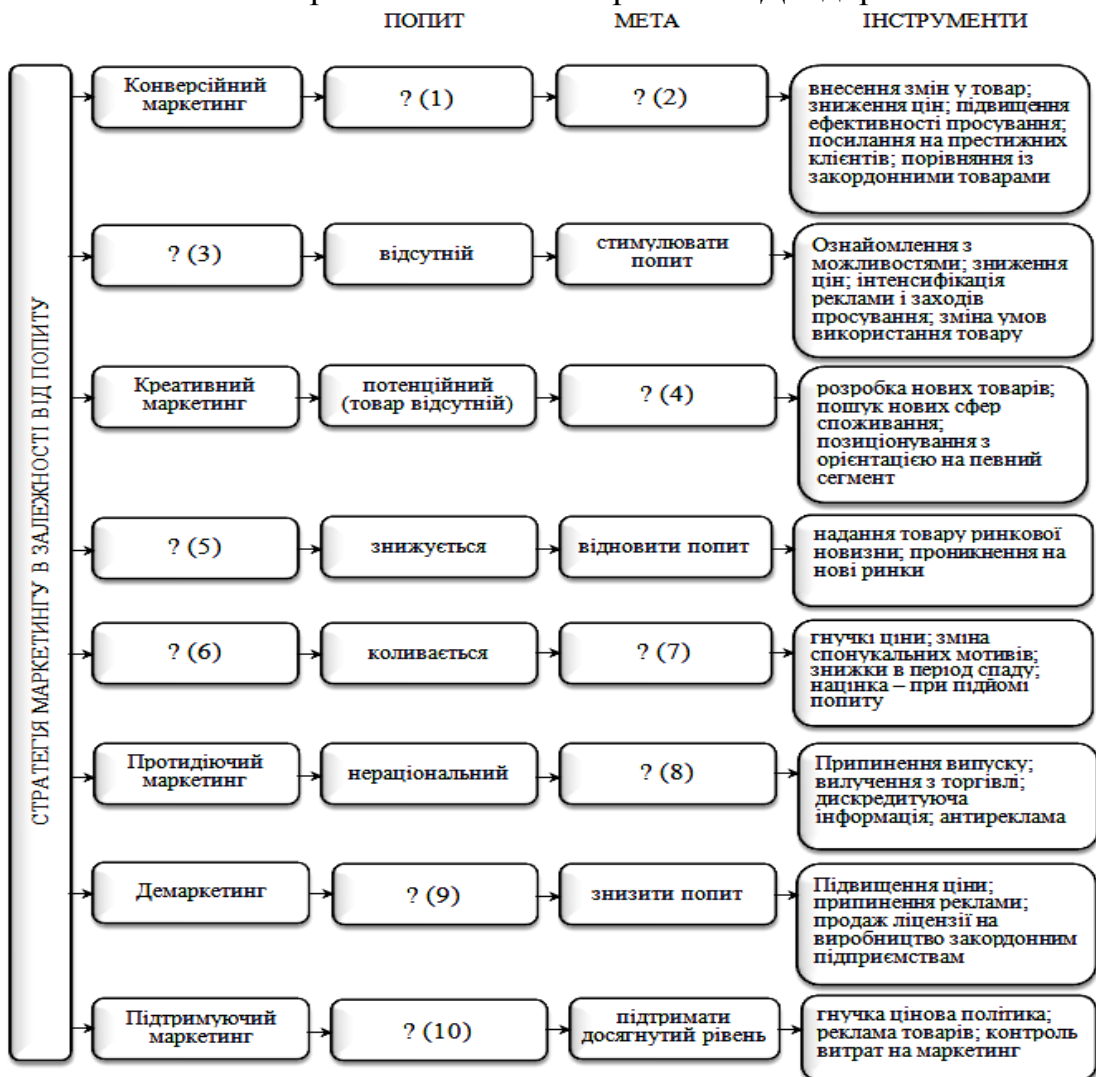 ПОПИТ МЕТА ІНСТРУМЕНТИ
СТРАТЕГІЯ МАРКЕТИНГУ В ЗАЛЕЖНОСТІ ВІД ПОПИТУ
Конверсійний
маркетинг
? (1)
? (2)
внесення змін у товар;
зниження цін; підвищення
ефективності просування;
посилання на престижних
клієнтів; порівняння із
закордонними товарами
? (3)
відсутній
стимулювати
попит
Ознайомлення з
можливостями; зниження
цін; інтенсифікація
реклами і заходів
просування; зміна умов
використання товару
Креативний
маркетинг
потенційний
(товар відсутній)
? (4)
розробка нових товарів;
пошук нових сфер
споживання;
позиціонування з
орієнтацією на певний
сегмент
? (5)
знижується
відновити попит
надання товару ринкової
новизни; проникнення на
нові ринки
? (6)
коливається
? (7)
гнучкі ціни; зміна
спонукальних мотивів;
знижки в період спаду;
націнка – при підйомі
попиту
Протидіючий
маркетинг
нераціональний
? (8)
Припинення випуску;
вилучення з торгівлі;
дискредитуюча
інформація; антиреклама
Демаркетинг
? (9)
знизити попит
Підвищення ціни;
припинення реклами;
продаж ліцензії на
виробництво закордонним
підприємствам
Підтримуючий
маркетинг
? (10)
підтримати
досягнутий рівень
гнучка цінова політика;
реклама товарів; контроль
витрат на маркетинг